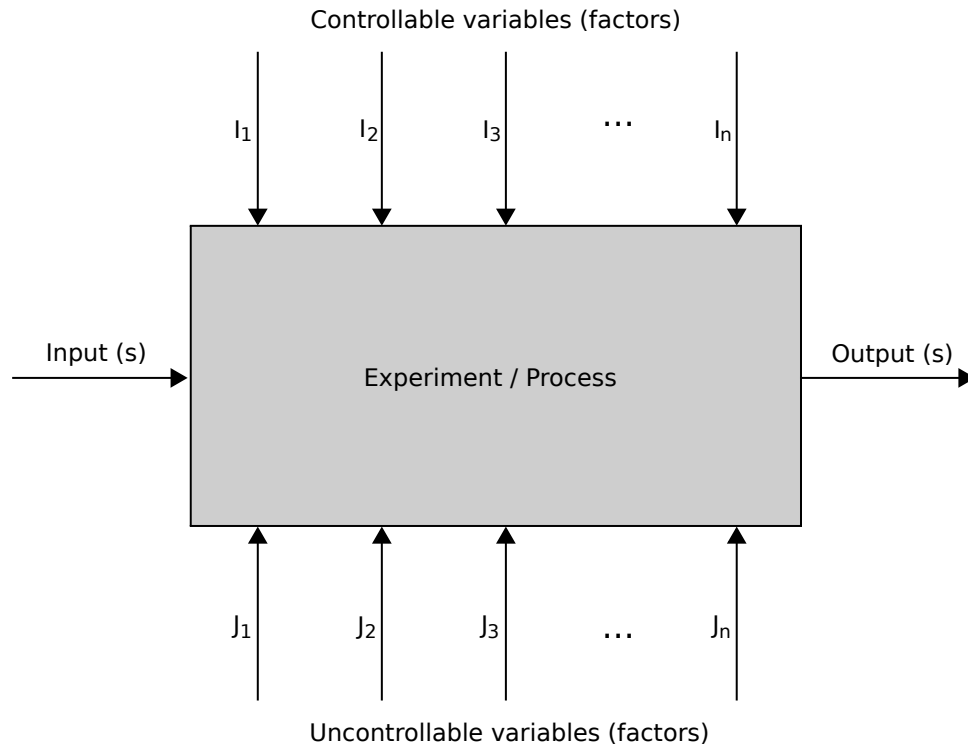 Controllable variables (factors)
I1 I2 I3 ... In
Input (s)
Experiment / Process
Output (s)
J1 J2 J3 ... Jn
Uncontrollable variables (factors)